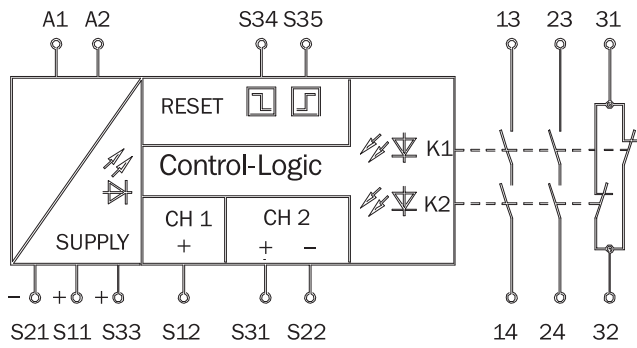 A1 A2 S34 S35 13 23 31
RESET
K1
Control-Logic
K2
CH 1 CH 2
SUPPLY + + −
− + +
S21 S11 S33 S12 S31 S22 14 24 32